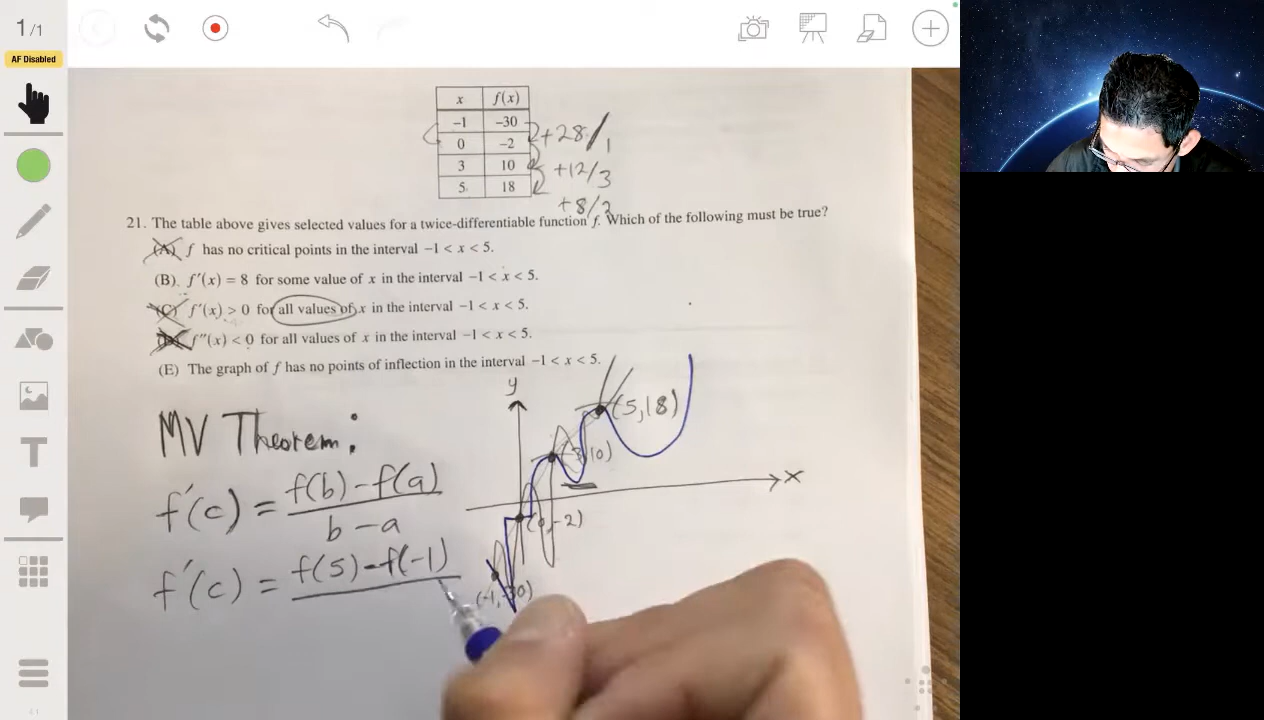 1/1
AF Disabled
x f(x)
-1 -30
0 -2
3 10
5 18
+28/1
+12/3
+8/2
21. The table above gives selected values for a twice-differentiable function f. Which of the following must be true?
(A) f has no critical points in the interval -1 < x < 5.
(B). f'(x) = 8 for some value of x in the interval -1 < x < 5.
(C) f'(x) > 0 for all values of x in the interval -1 < x < 5.
(D) f''(x) < 0 for all values of x in the interval -1 < x < 5.
(E) The graph of f has no points of inflection in the interval -1 < x < 5.
MV Theorem:
f'(c) = f(b) - f(a)
b - a
f'(c) = f(5) - f(-1)
y
(5,18)
(3,10)
x
(0,-2)
(-1,-30)
T